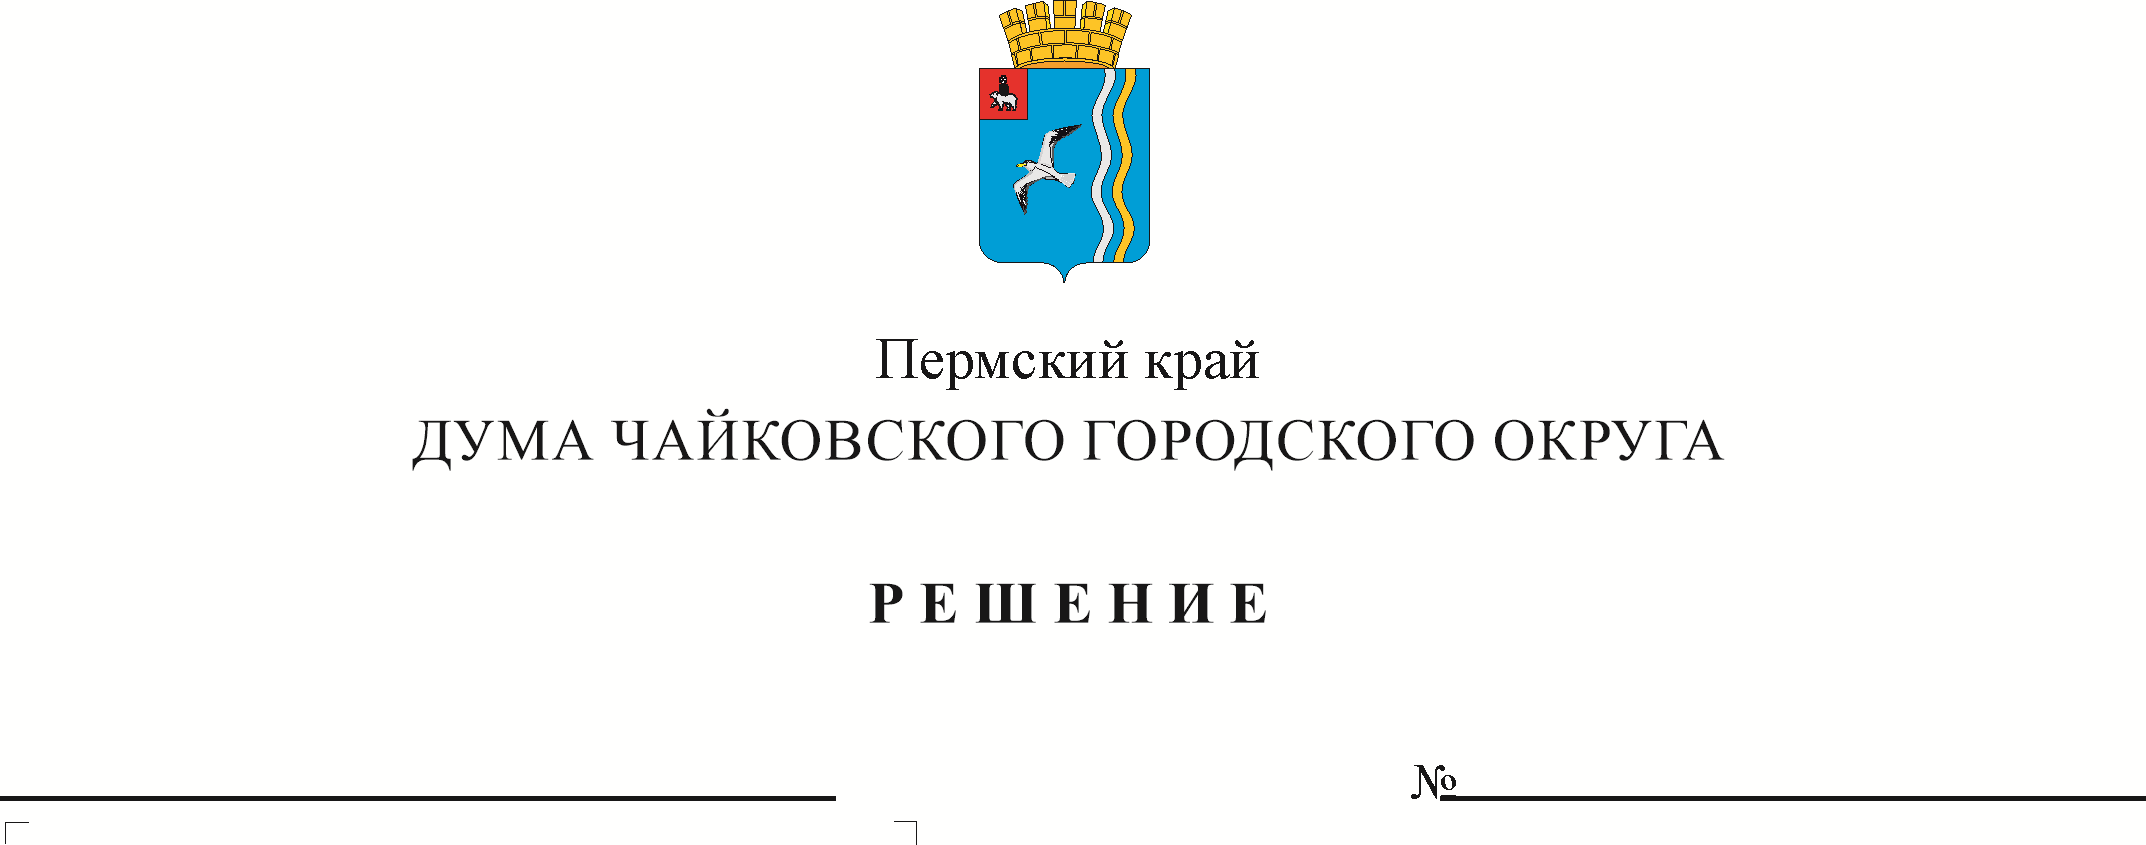 Пермский край
ДУМА ЧАЙКОВСКОГО ГОРОДСКОГО ОКРУГА
Р Е Ш Е Н И Е
№